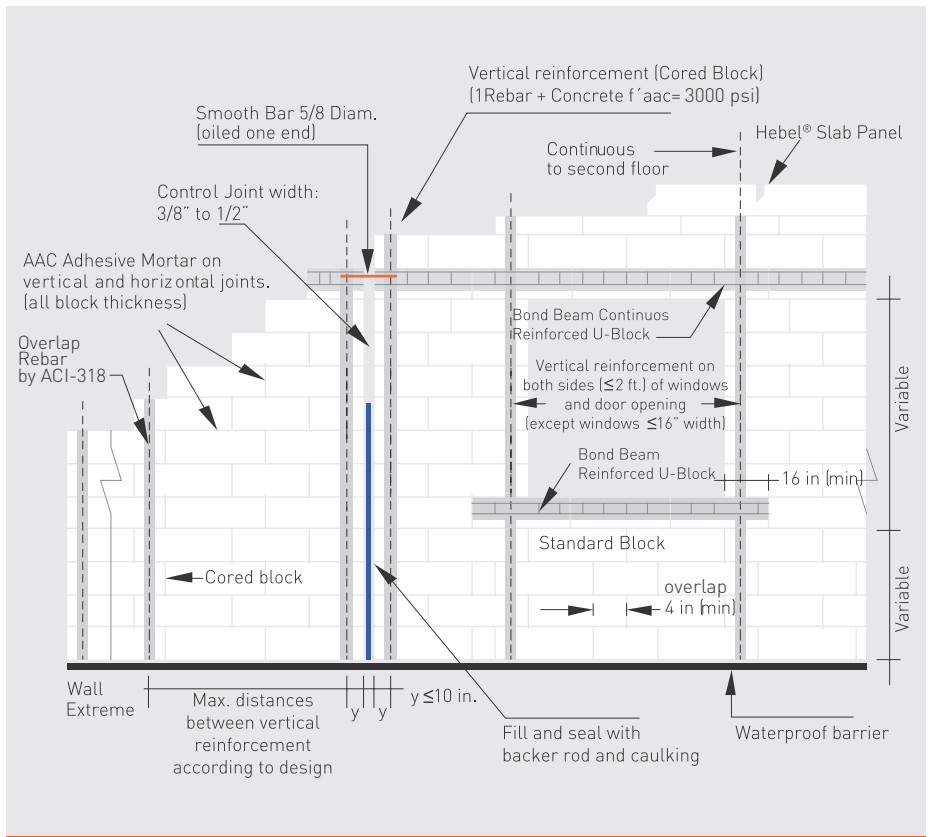 Vertical reinforcement (Cored Block)
(1Rebar + Concrete f´aac= 3000 psi)
Smooth Bar 5/8 Diam.
(oiled one end)
Hebel® Slab Panel
Continuous
to second floor
Control Joint width:
3/8” to 1/2”
AAC Adhesive Mortar on
vertical and horizontal joints.
(all block thickness)
Bond Beam Continuos
Reinforced U-Block
Overlap
Rebar
by ACI-318
Vertical reinforcement on
both sides (≤2 ft.) of windows
and door opening
(except windows ≤16” width)
Variable
Bond Beam
Reinforced U-Block
16 in (min)
Standard Block
Cored block
overlap
4 in (min)
Variable
Wall
Extreme
Max. distances
between vertical
reinforcement
according to design
y
y
y ≤10 in.
Fill and seal with
backer rod and caulking
Waterproof barrier